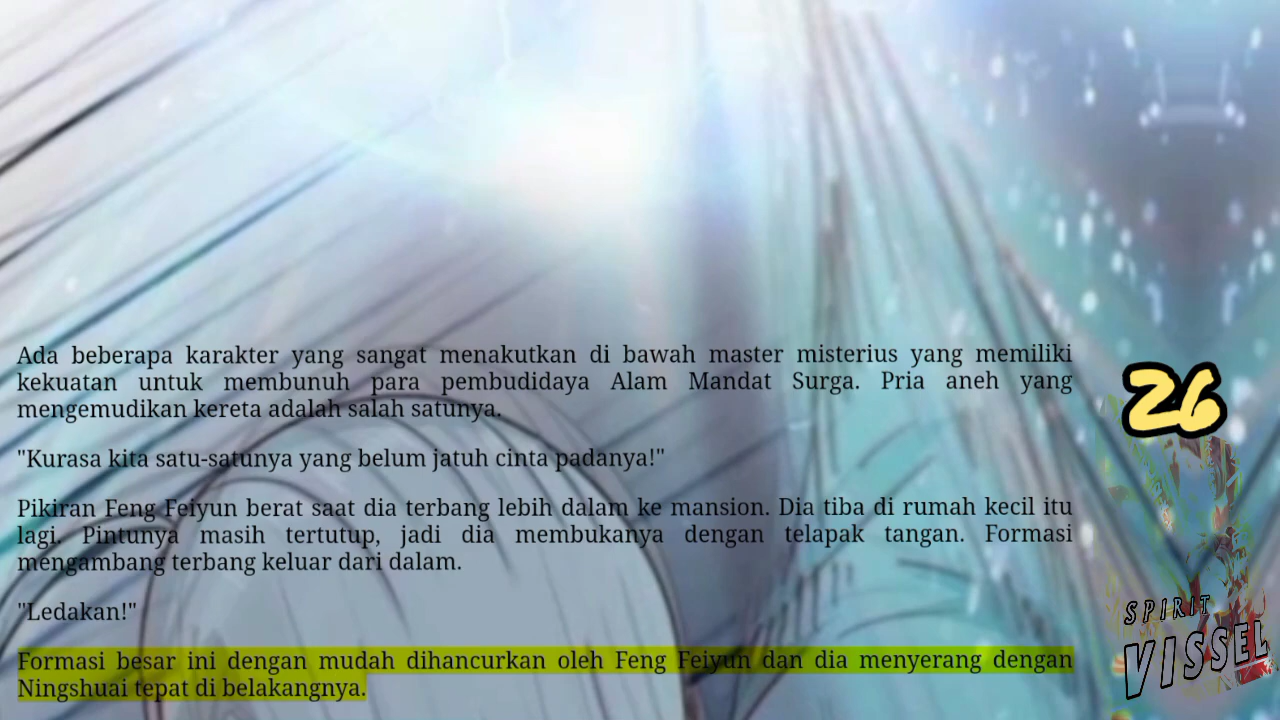 Ada beberapa karakter yang sangat menakutkan di bawah master misterius yang memiliki
kekuatan untuk membunuh para pembudidaya Alam Mandat Surga. Pria aneh yang
mengemudikan kereta adalah salah satunya.
"Kurasa kita satu-satunya yang belum jatuh cinta padanya!"
Pikiran Feng Feiyun berat saat dia terbang lebih dalam ke mansion. Dia tiba di rumah kecil itu
lagi. Pintunya masih tertutup, jadi dia membukanya dengan telapak tangan. Formasi
mengambang terbang keluar dari dalam.
"Ledakan!"
Formasi besar ini dengan mudah dihancurkan oleh Feng Feiyun dan dia menyerang dengan
Ningshuai tepat di belakangnya.
26
SPIRIT
VISSEL